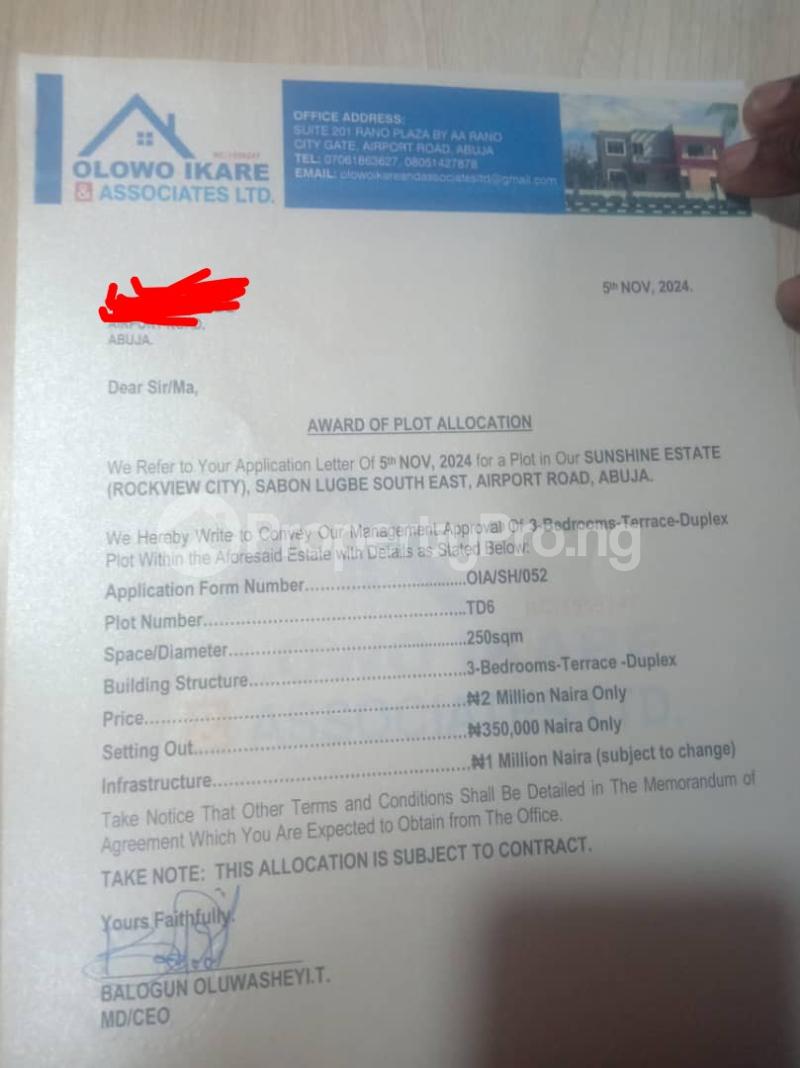 OLOWO IKARE
& ASSOCIATES LTD.
OFFICE ADDRESS:
SUITE 201 RANO PLAZA BY AA RANO
CITY GATE, AIRPORT ROAD, ABUJA
TEL: 07061863627, 08051427878
EMAIL: olowoikareandassociatesltd@gmail.com
5th NOV, 2024.
AIRPORT ROAD,
ABUJA.
Dear Sir/Ma,
AWARD OF PLOT ALLOCATION
We Refer to Your Application Letter Of 5th NOV, 2024 for a Plot in Our SUNSHINE ESTATE
(ROCKVIEW CITY), SABON LUGBE SOUTH EAST, AIRPORT ROAD, ABUJA.
We Hereby Write to Convey Our Management Approval Of 3-Bedrooms-Terrace-Duplex
Plot Within the Aforesaid Estate with Details as Stated Below:
PropertyPro.ng
Application Form Number..............................OIA/SH/052
Plot Number..............................TD6
Space/Diameter..............................250sqm
Building Structure..............................3-Bedrooms-Terrace -Duplex
Price..............................₦2 Million Naira Only
Setting Out..............................₦350,000 Naira Only
Infrastructure..............................₦1 Million Naira (subject to change)
Take Notice That Other Terms and Conditions Shall Be Detailed in The Memorandum of
Agreement Which You Are Expected to Obtain from The Office.
TAKE NOTE: THIS ALLOCATION IS SUBJECT TO CONTRACT.
Yours Faithfully.
BALOGUN OLUWASHEYI.T.
MD/CEO